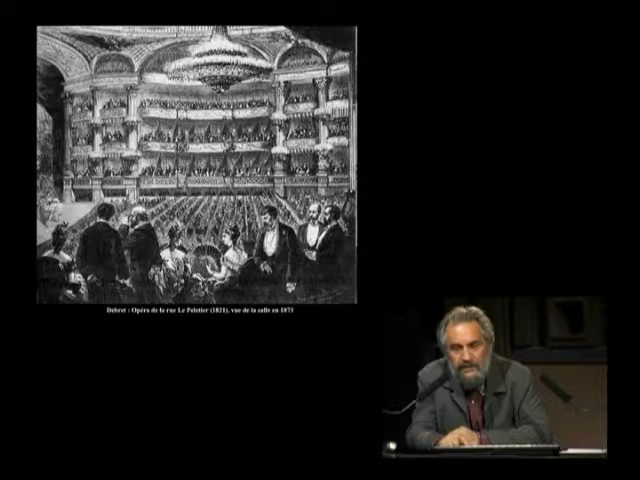 Debret : Opéra de la rue Le Peletier (1821), vue de la salle en 1873